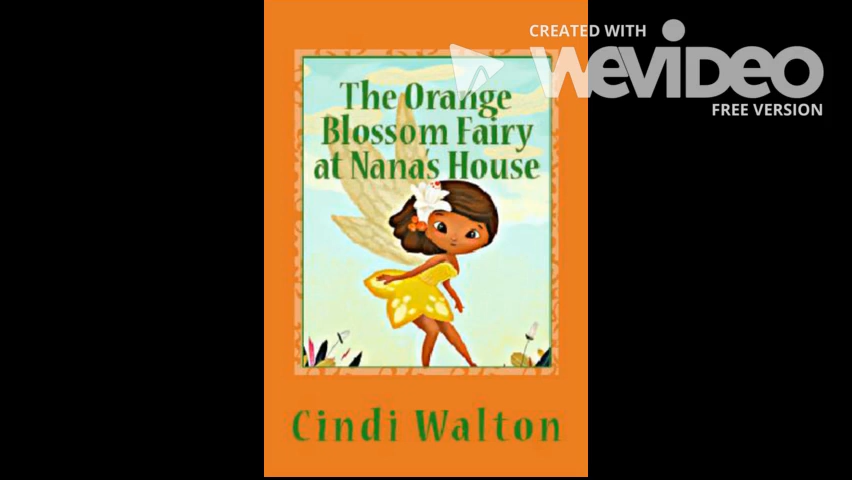 CREATED WITH
WEVIDEO
FREE VERSION
The Orange
Blossom Fairy
at Nana's House
Cindi Walton